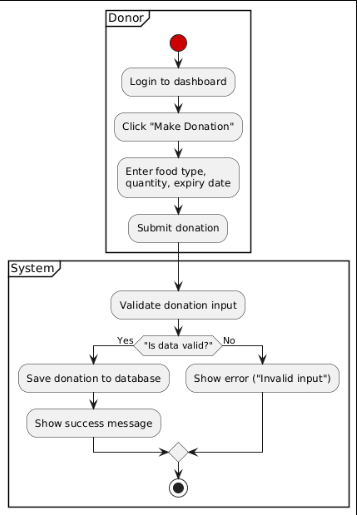 Donor
Login to dashboard
Click "Make Donation"
Enter food type,
quantity, expiry date
Submit donation
System
Validate donation input
Yes
"Is data valid?"
No
Save donation to database
Show error ("Invalid input")
Show success message